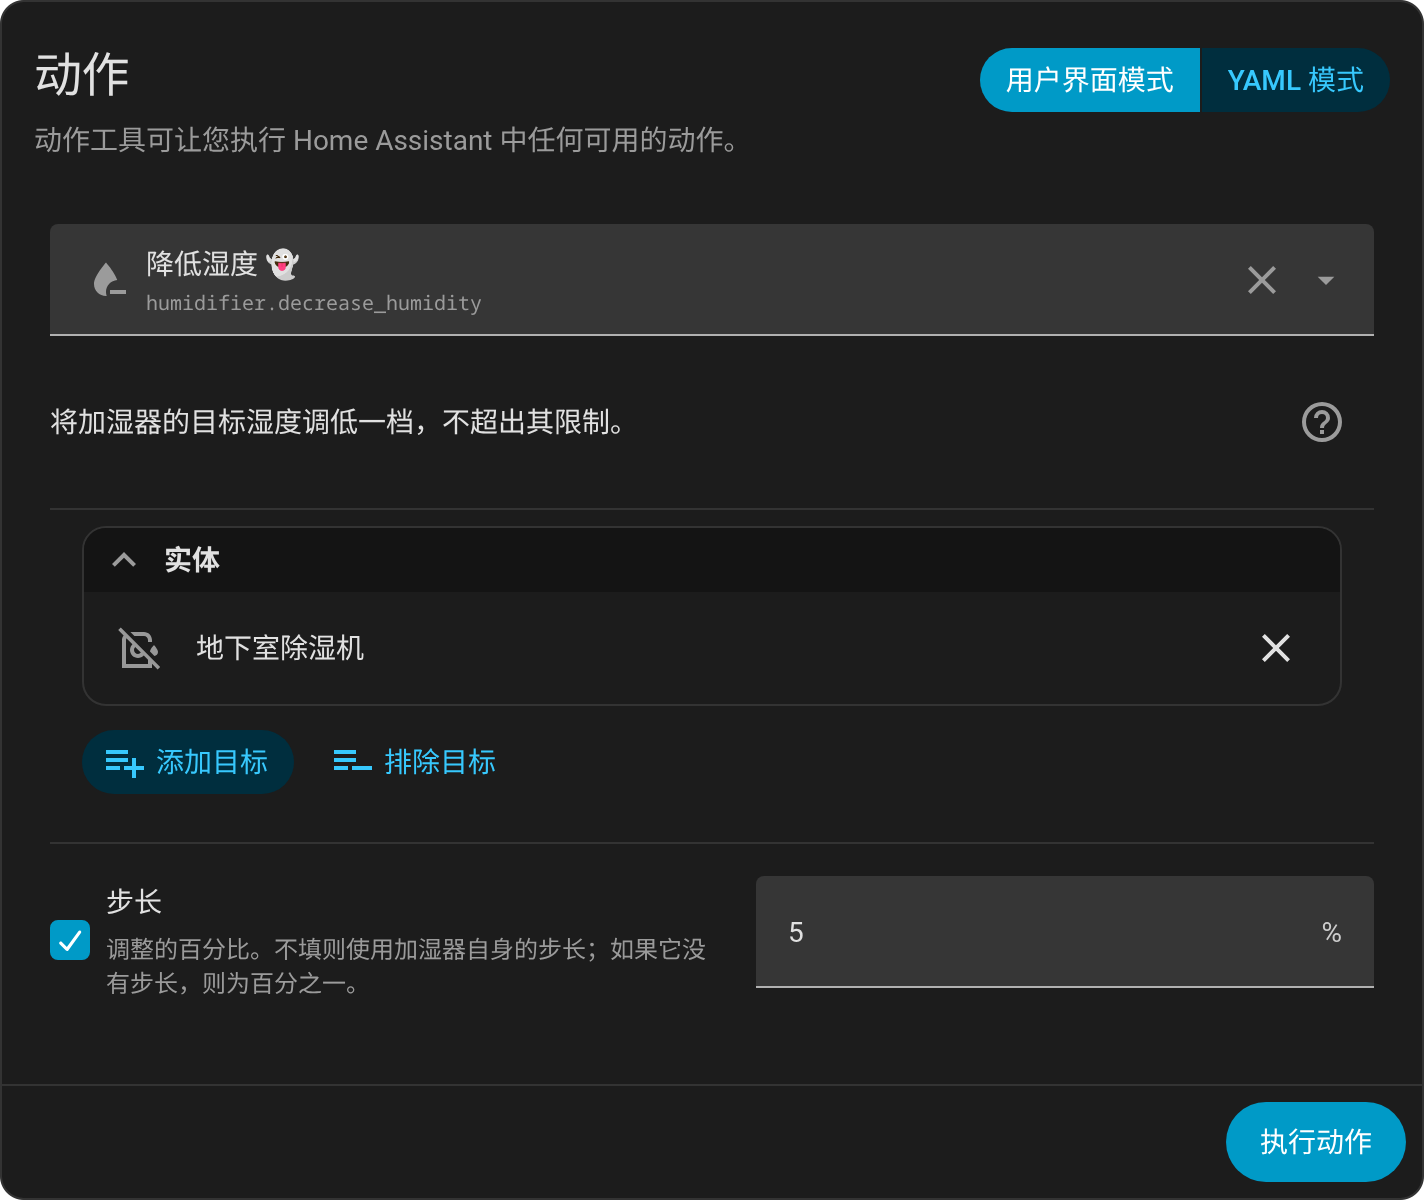 动作
用户界面模式
YAML 模式
动作工具可让您执行 Home Assistant 中任何可用的动作。
降低湿度 👻
humidifier.decrease_humidity
将加湿器的目标湿度调低一档，不超出其限制。
实体
地下室除湿机
添加目标
排除目标
步长
调整的百分比。不填则使用加湿器自身的步长；如果它没
有步长，则为百分之一。
5
%
执行动作